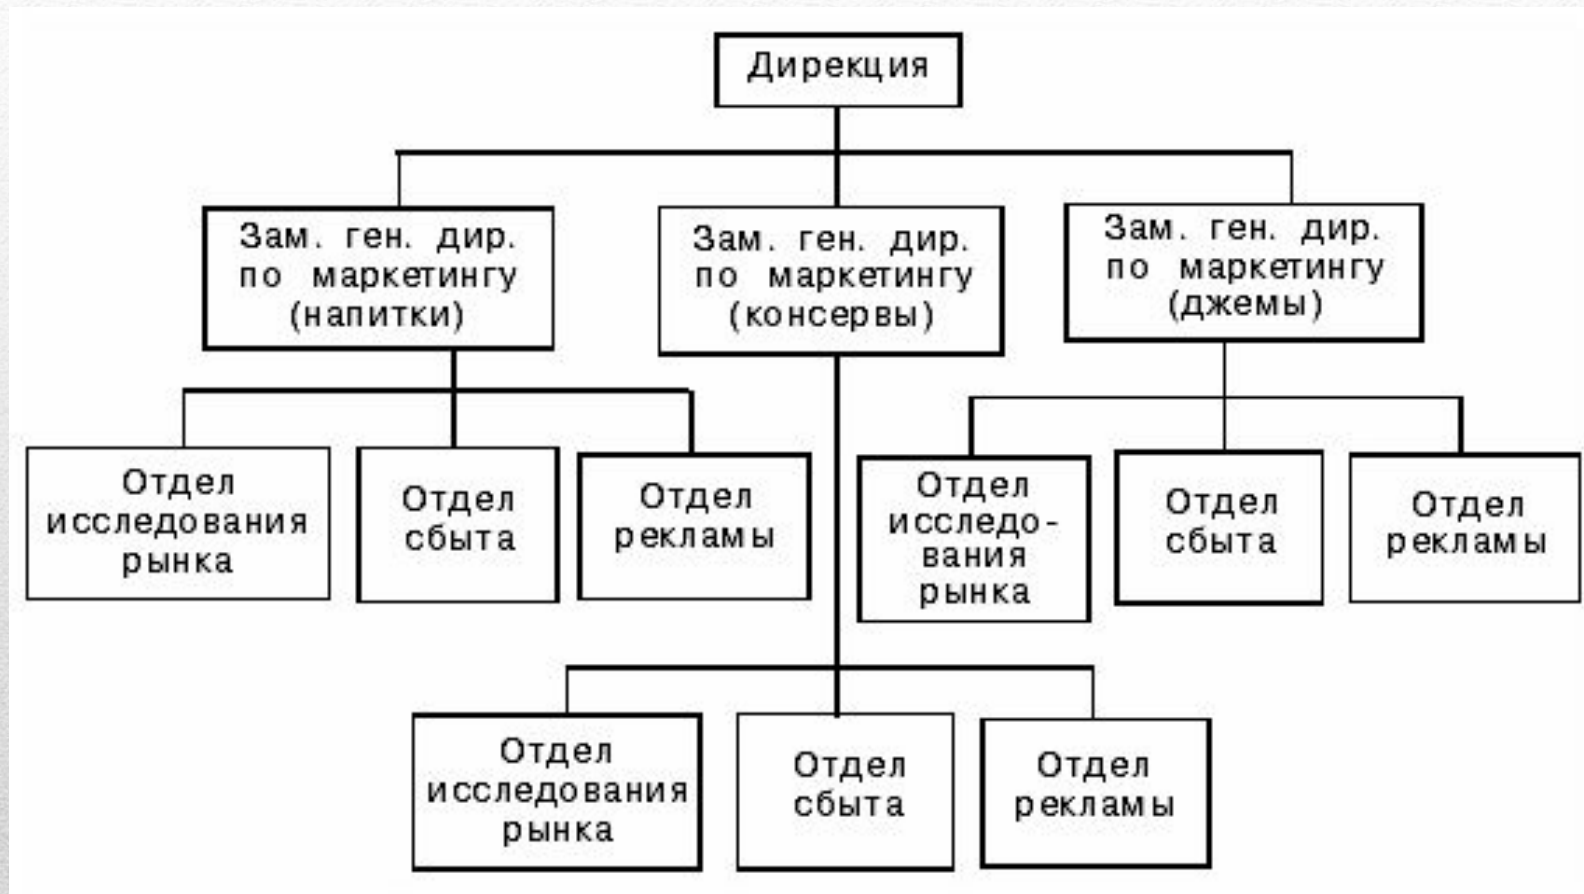 Дирекция
Зам. ген. дир.
по маркетингу
(напитки)
Зам. ген. дир.
по маркетингу
(консервы)
Зам. ген. дир.
по маркетингу
(джемы)
Отдел
исследования
рынка
Отдел
сбыта
Отдел
рекламы
Отдел
исследо-
вания
рынка
Отдел
сбыта
Отдел
рекламы
Отдел
исследования
рынка
Отдел
сбыта
Отдел
рекламы